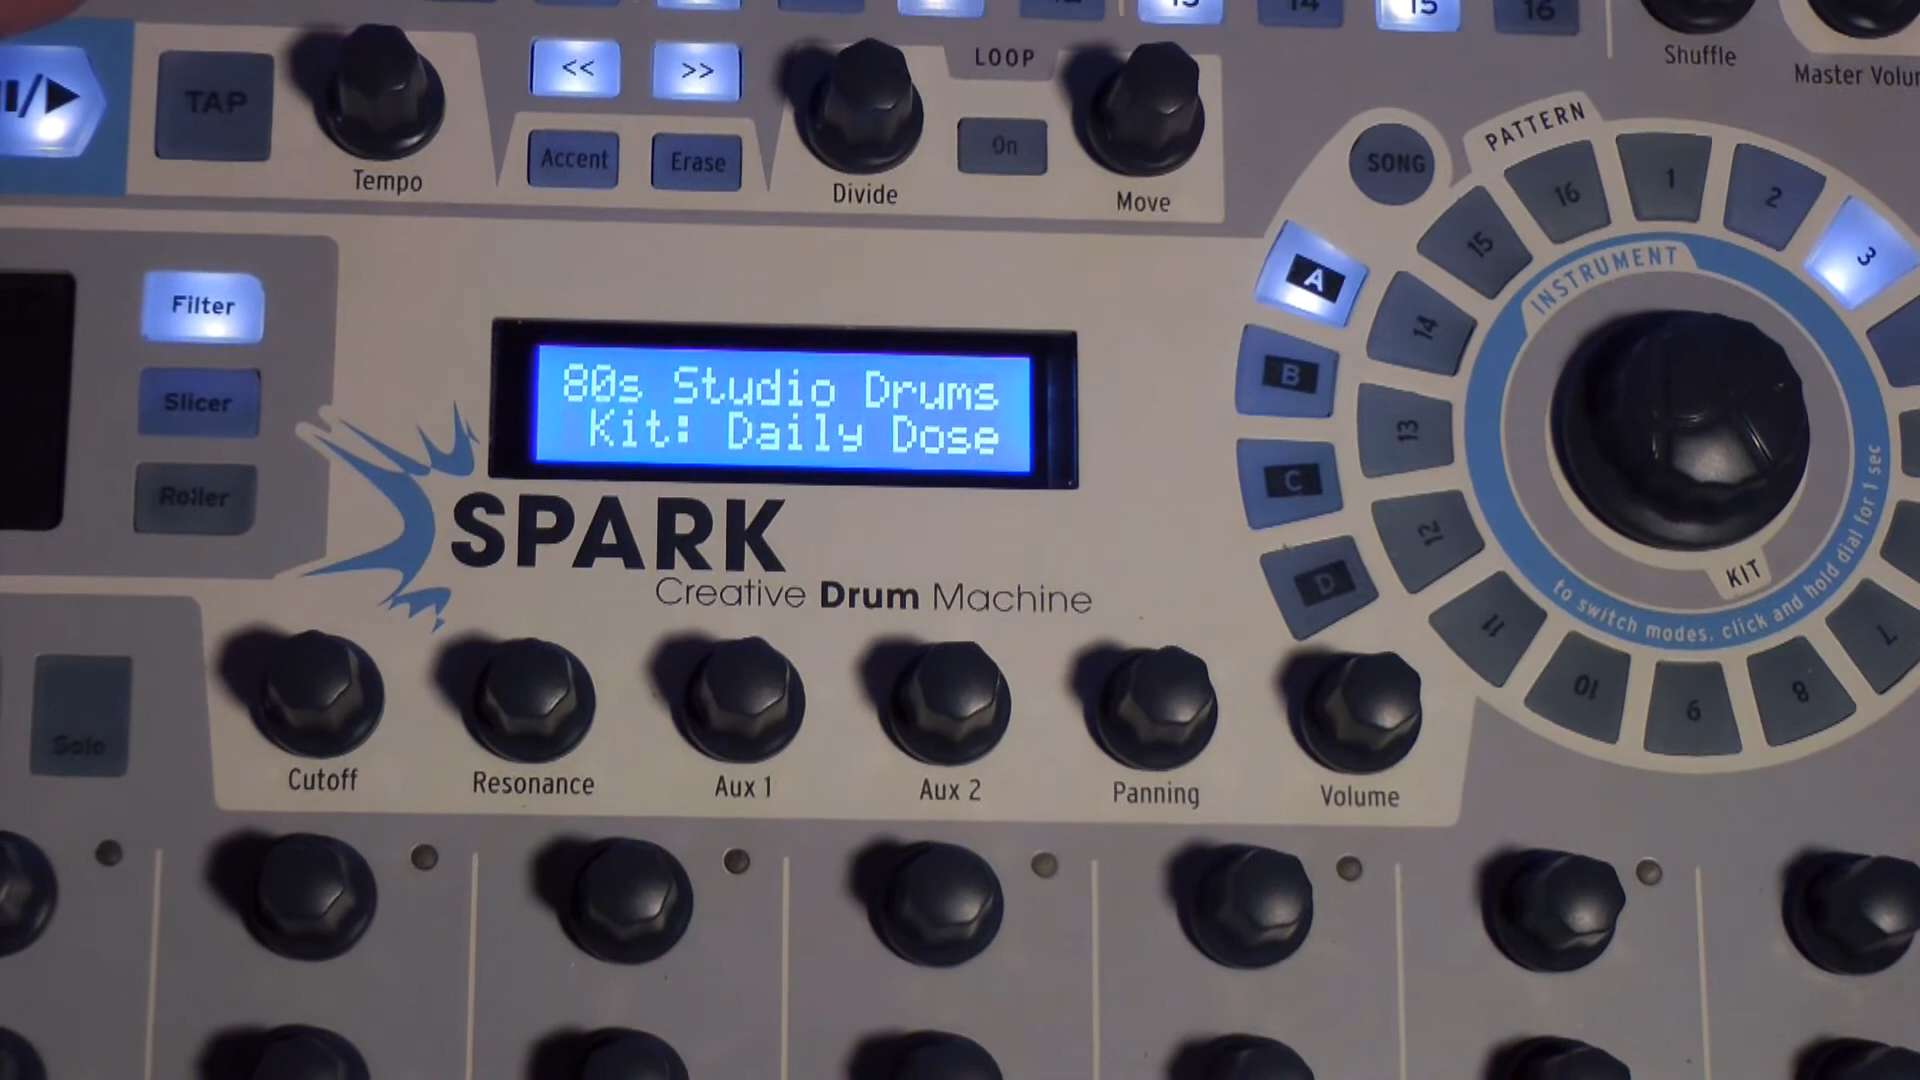 13
14
15
16
Shuffle
TAP
<<
>>
LOOP
Accent
Erase
On
Tempo
Divide
Move
SONG
PATTERN
1
2
3
7
8
9
10
11
12
13
14
15
16
A
B
C
D
INSTRUMENT
KIT
to switch modes, click and hold dial for 1 sec
Filter
Slicer
Roller
80s Studio Drums
Kit: Daily Dose
SPARK
Creative Drum Machine
Solo
Cutoff
Resonance
Aux 1
Aux 2
Panning
Volume